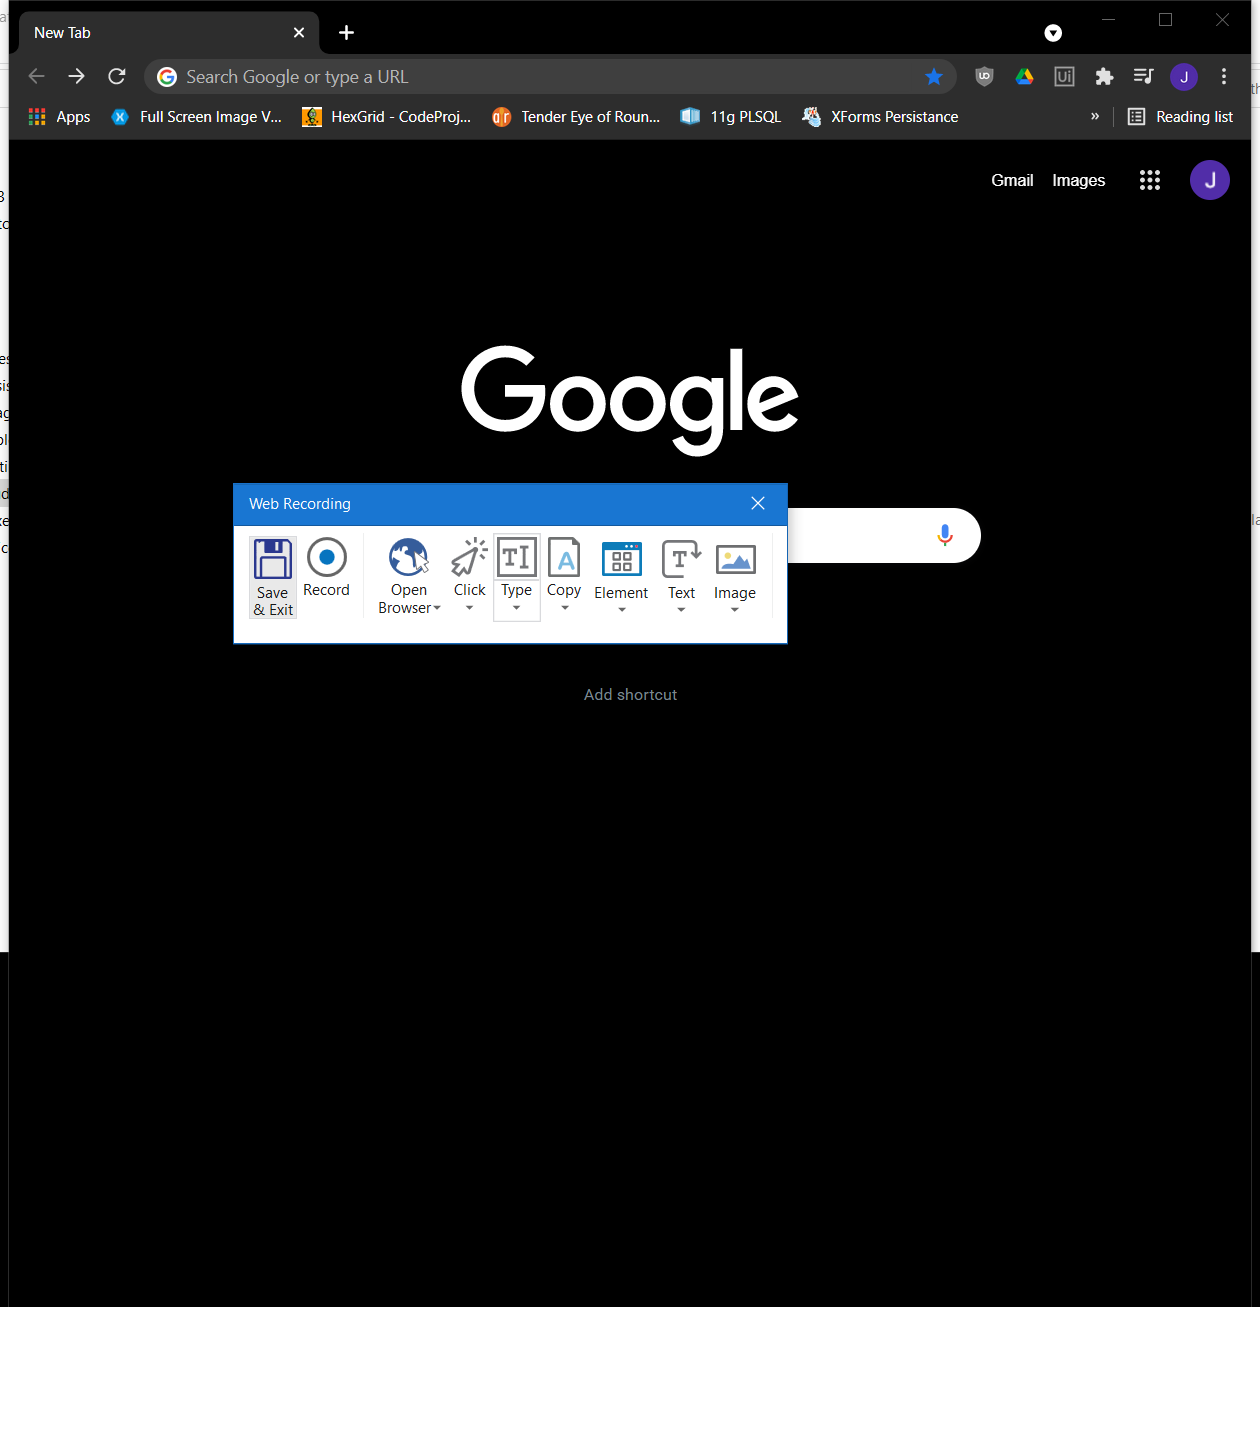 New Tab
Search Google or type a URL
Apps
Full Screen Image V...
HexGrid - CodeProj...
Tender Eye of Roun...
11g PLSQL
XForms Persistance
»
Reading list
Gmail
Images
J
Google
Web Recording
Save
& Exit
Record
Open
Browser
Click
Type
Copy
Element
Text
Image
Add shortcut